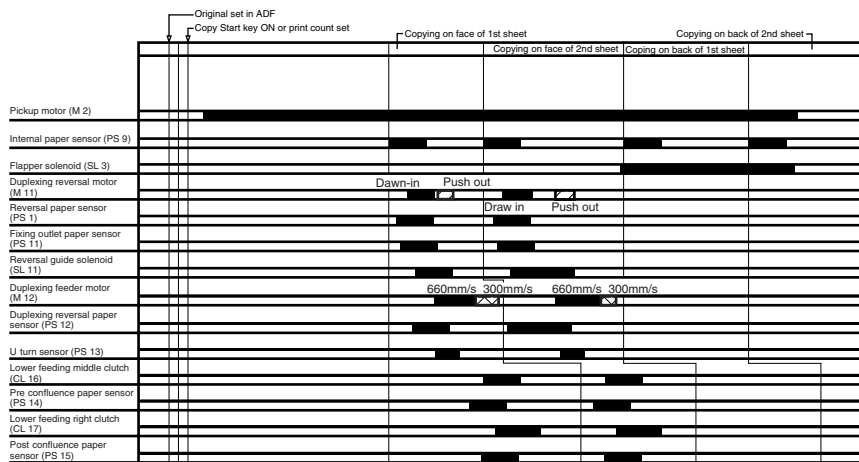 Original set in ADF
Copy Start key ON or print count set
Copying on face of 1st sheet
Copying on back of 2nd sheet
Copying on face of 2nd sheet
Coping on back of 1st sheet
Pickup motor (M 2)
Internal paper sensor (PS 9)
Flapper solenoid (SL 3)
Duplexing reversal motor
(M 11)
Dawn-in
Push out
Reversal paper sensor
(PS 1)
Draw in
Push out
Fixing outlet paper sensor
(PS 11)
Reversal guide solenoid
(SL 11)
Duplexing feeder motor
(M 12)
660mm/s 300mm/s
660mm/s 300mm/s
Duplexing reversal paper
sensor (PS 12)
U turn sensor (PS 13)
Lower feeding middle clutch
(CL 16)
Pre confluence paper sensor
(PS 14)
Lower feeding right clutch
(CL 17)
Post confluence paper
sensor (PS 15)